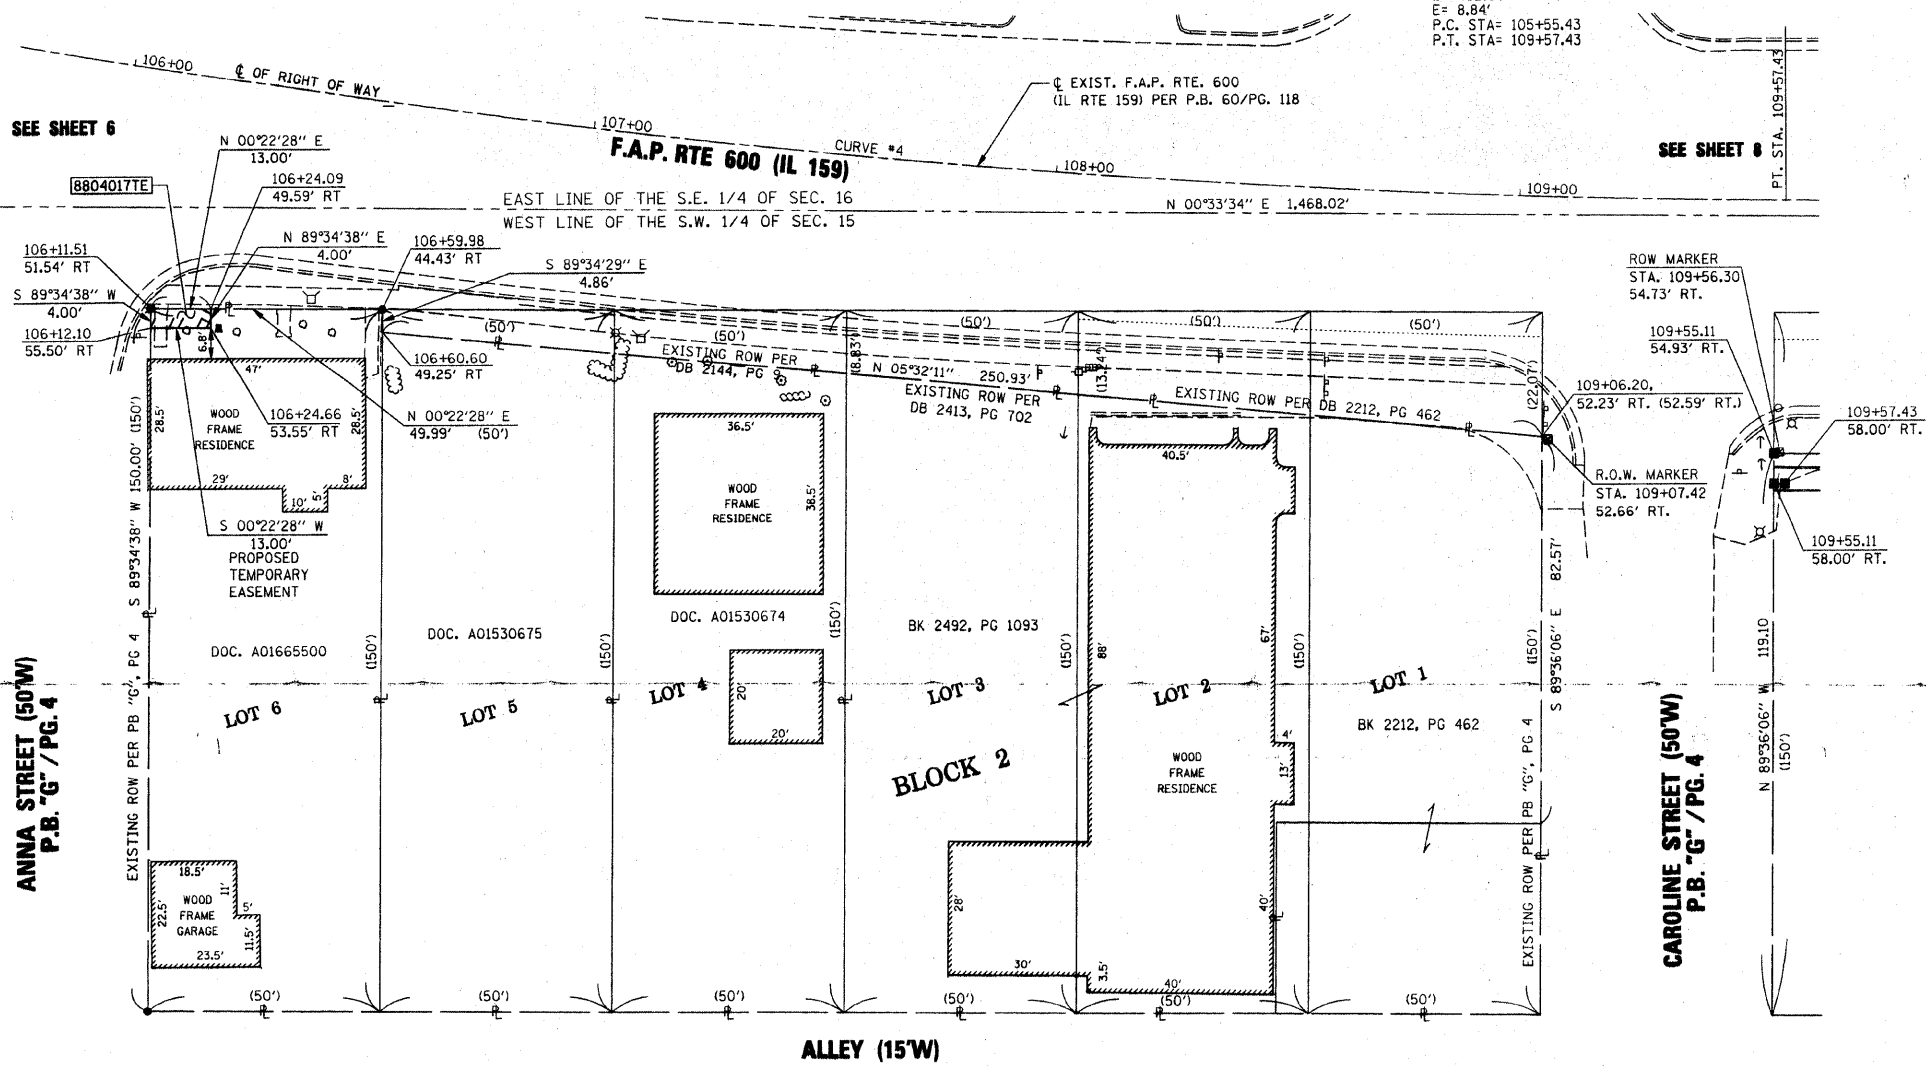 E= 8.84'
P.C. STA= 105+55.43
P.T. STA= 109+57.43
106+00
℄ OF RIGHT OF WAY
107+00
CURVE #4
108+00
109+00
℄ EXIST. F.A.P. RTE. 600
(IL RTE 159) PER P.B. 60/PG. 118
PT. STA. 109+57.43
SEE SHEET 6
SEE SHEET 8
F.A.P. RTE 600 (IL 159)
N 00°22'28" E
13.00'
8804017TE
106+24.09
49.59' RT
EAST LINE OF THE S.E. 1/4 OF SEC. 16
WEST LINE OF THE S.W. 1/4 OF SEC. 15
N 00°33'34" E 1,468.02'
106+11.51
51.54' RT
N 89°34'38" E
4.00'
106+59.98
44.43' RT
S 89°34'29" E
4.86'
S 89°34'38" W
4.00'
106+12.10
55.50' RT
ROW MARKER
STA. 109+56.30
54.73' RT.
109+55.11
54.93' RT.
(50')
(50')
(50')
(50')
(50')
6.8'
106+60.60
49.25' RT
EXISTING ROW PER
DB 2144, PG
(8.83')
N 05°32'11" 250.93'
EXISTING ROW PER
DB 2413, PG 702
(13.24')
EXISTING ROW PER DB 2212, PG 462
(22.07')
109+06.20,
52.23' RT. (52.59' RT.)
109+57.43
58.00' RT.
R.O.W. MARKER
STA. 109+07.42
52.66' RT.
109+55.11
58.00' RT.
47'
28.5'
WOOD
FRAME
RESIDENCE
28.5'
29'
8'
10'
5'
106+24.66
53.55' RT
N 00°22'28" E
49.99' (50')
S 00°22'28" W
13.00'
PROPOSED
TEMPORARY
EASEMENT
36.5'
WOOD
FRAME
RESIDENCE
38.5'
40.5'
S 89°34'38" W 150.00' (150')
EXISTING ROW PER PB "G", PG 4
DOC. A01665500
DOC. A01530675
DOC. A01530674
BK 2492, PG 1093
BK 2212, PG 462
(150')
(150')
(150')
(150')
(150')
(150')
88'
67'
S 89°36'06" E 82.57'
EXISTING ROW PER PB "G", PG 4
N 89°36'06" W 119.10
(150')
LOT 6
LOT 5
LOT 4
LOT 3
LOT 2
LOT 1
20'
20'
BLOCK 2
WOOD
FRAME
RESIDENCE
4'
13'
ANNA STREET (50'W)
P.B. "G" / PG. 4
CAROLINE STREET (50'W)
P.B. "G" / PG. 4
18.5'
22.5'
WOOD
FRAME
GARAGE
11'
5'
11.5'
23.5'
28'
30'
3.5'
40'
40'
(50')
(50')
(50')
(50')
(50')
(50')
ALLEY (15'W)